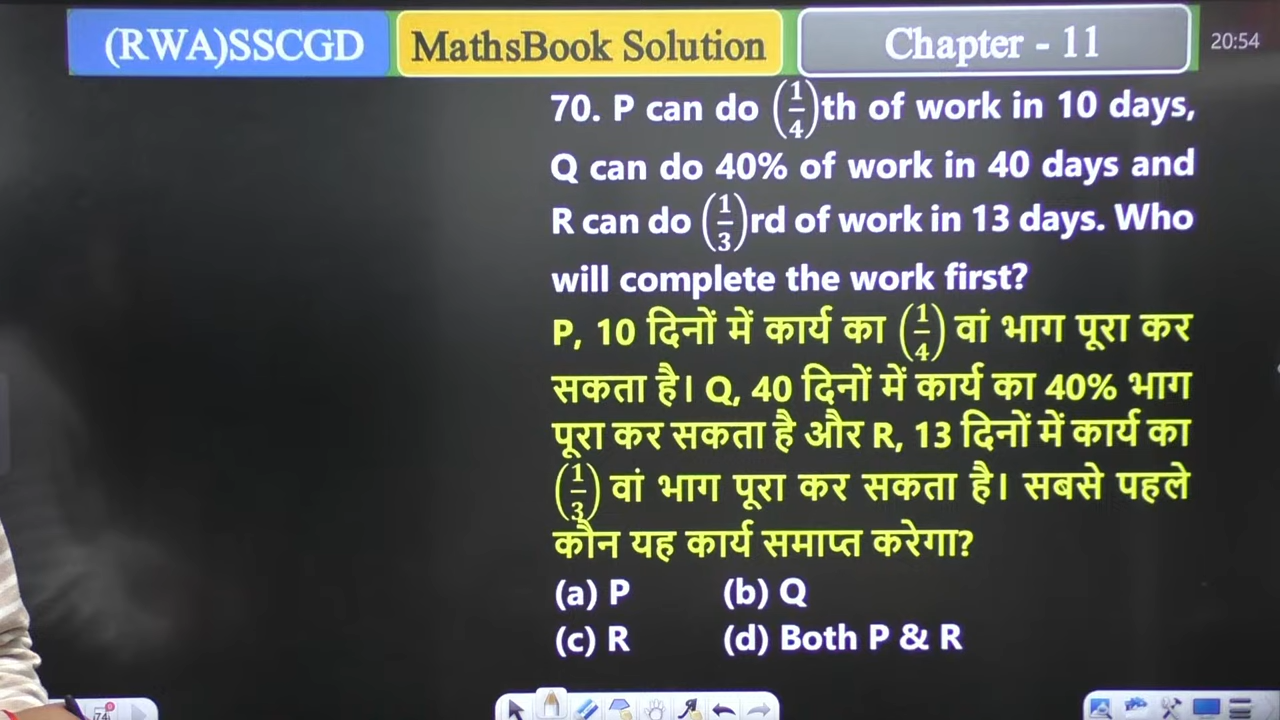 (RWA)SSCGD MathsBook Solution Chapter - 11 20:54
70. P can do (1/4)th of work in 10 days,
Q can do 40% of work in 40 days and
R can do (1/3)rd of work in 13 days. Who
will complete the work first?
P, 10 दिनों में कार्य का (1/4) वां भाग पूरा कर
सकता है। Q, 40 दिनों में कार्य का 40% भाग
पूरा कर सकता है और R, 13 दिनों में कार्य का
(1/3) वां भाग पूरा कर सकता है। सबसे पहले
कौन यह कार्य समाप्त करेगा?
(a) P (b) Q
(c) R (d) Both P & R
74